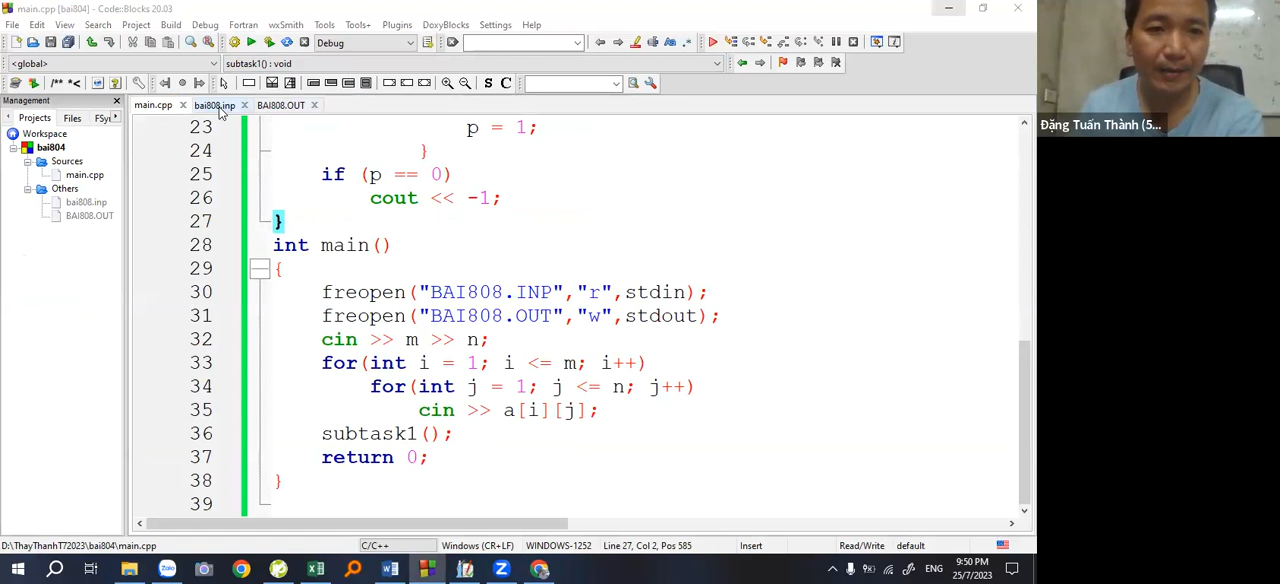 main.cpp [bai804] - Code::Blocks 20.03
File Edit View Search Project Build Debug Fortran wxSmith Tools Tools+ Plugins DoxyBlocks Settings Help
Debug
<global> subtask1() : void
/** *< S C
Management
main.cpp bai808.inp BAI808.OUT
Projects Files FSy
Workspace
bai804
Sources
main.cpp
Others
bai808.inp
BAI808.OUT
23 p = 1;
24 }
25 if (p == 0)
26 cout << -1;
27 }
28 int main()
29 {
30 freopen("BAI808.INP","r",stdin);
31 freopen("BAI808.OUT","w",stdout);
32 cin >> m >> n;
33 for(int i = 1; i <= m; i++)
34 for(int j = 1; j <= n; j++)
35 cin >> a[i][j];
36 subtask1();
37 return 0;
38 }
39
Đặng Tuấn Thành (5...
D:\ThayThanhT72023\bai804\main.cpp C/C++ Windows (CR+LF) WINDOWS-1252 Line 27, Col 2, Pos 585 Insert Read/Write default
Zalo ENG 9:50 PM
25/7/2023